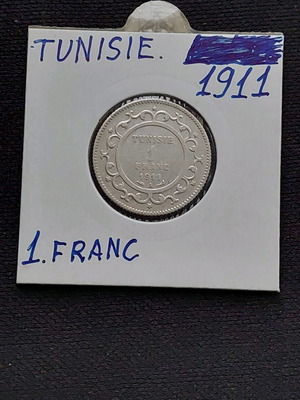 TUNISIE.
1911
TUNISIE
1
FRANC
1911
A
1.FRANC